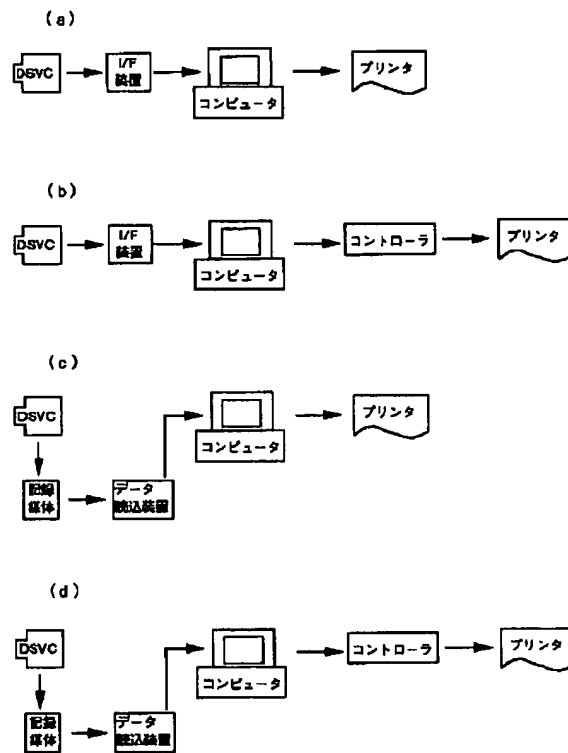 (a)
DSVC
I/F
装置
コンピュータ
プリンタ
(b)
DSVC
I/F
装置
コンピュータ
コントローラ
プリンタ
(c)
DSVC
記録
媒体
データ
読込装置
コンピュータ
プリンタ
(d)
DSVC
記録
媒体
データ
読込装置
コンピュータ
コントローラ
プリンタ